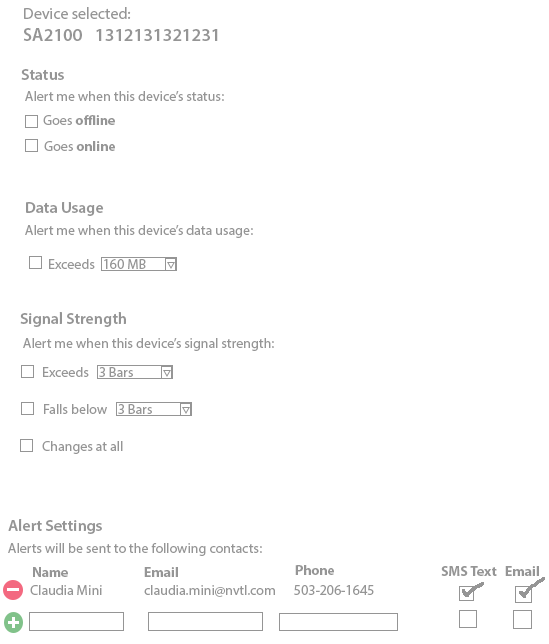 Device selected:
SA2100 1312131321231
Status
Alert me when this device's status:
Goes offline
Goes online
Data Usage
Alert me when this device's data usage:
Exceeds 160 MB
Signal Strength
Alert me when this device's signal strength:
Exceeds 3 Bars
Falls below 3 Bars
Changes at all
Alert Settings
Alerts will be sent to the following contacts:
Name Email Phone SMS Text Email
Claudia Mini claudia.mini@nvtl.com 503-206-1645